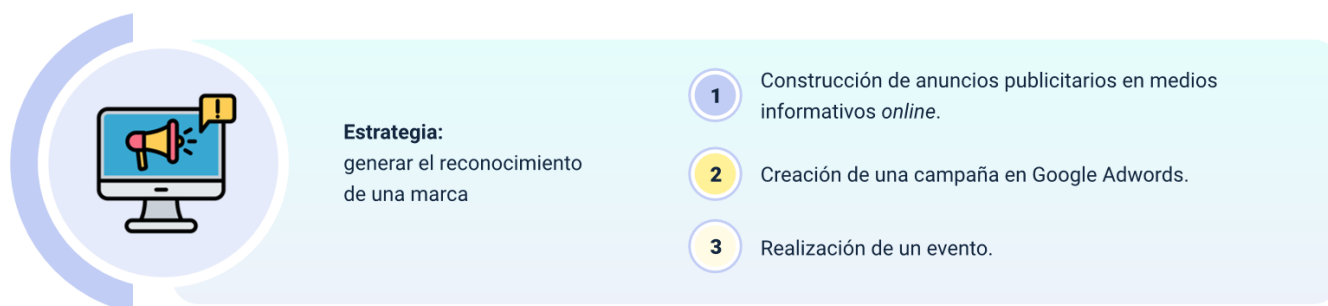 Estrategia:
generar el reconocimiento
de una marca
1
Construcción de anuncios publicitarios en medios
informativos online.
2
Creación de una campaña en Google Adwords.
3
Realización de un evento.